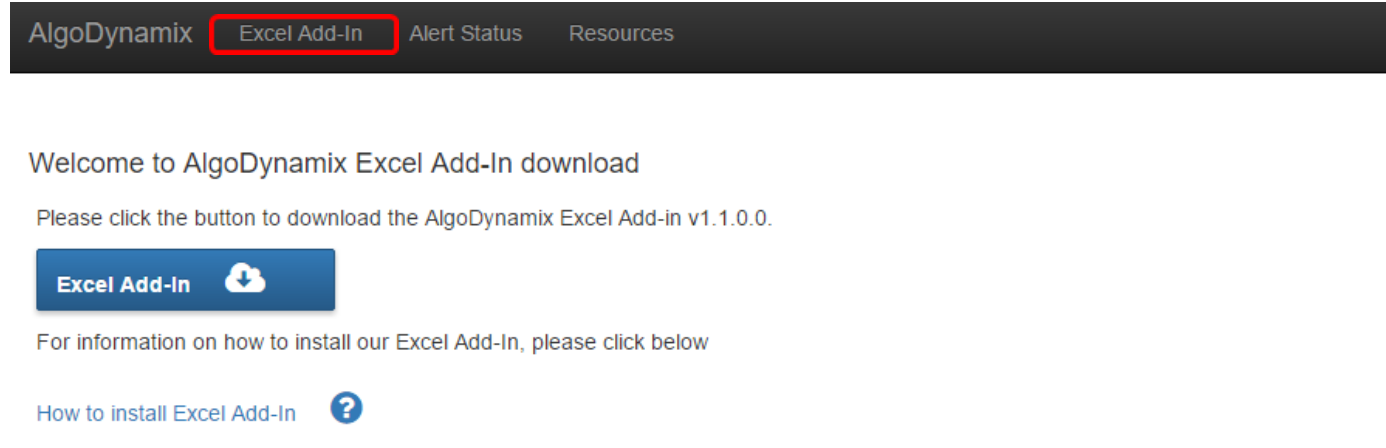 AlgoDynamix Excel Add-In Alert Status Resources
Welcome to AlgoDynamix Excel Add-In download
Please click the button to download the AlgoDynamix Excel Add-in v1.1.0.0.
Excel Add-In
For information on how to install our Excel Add-In, please click below
How to install Excel Add-In ?